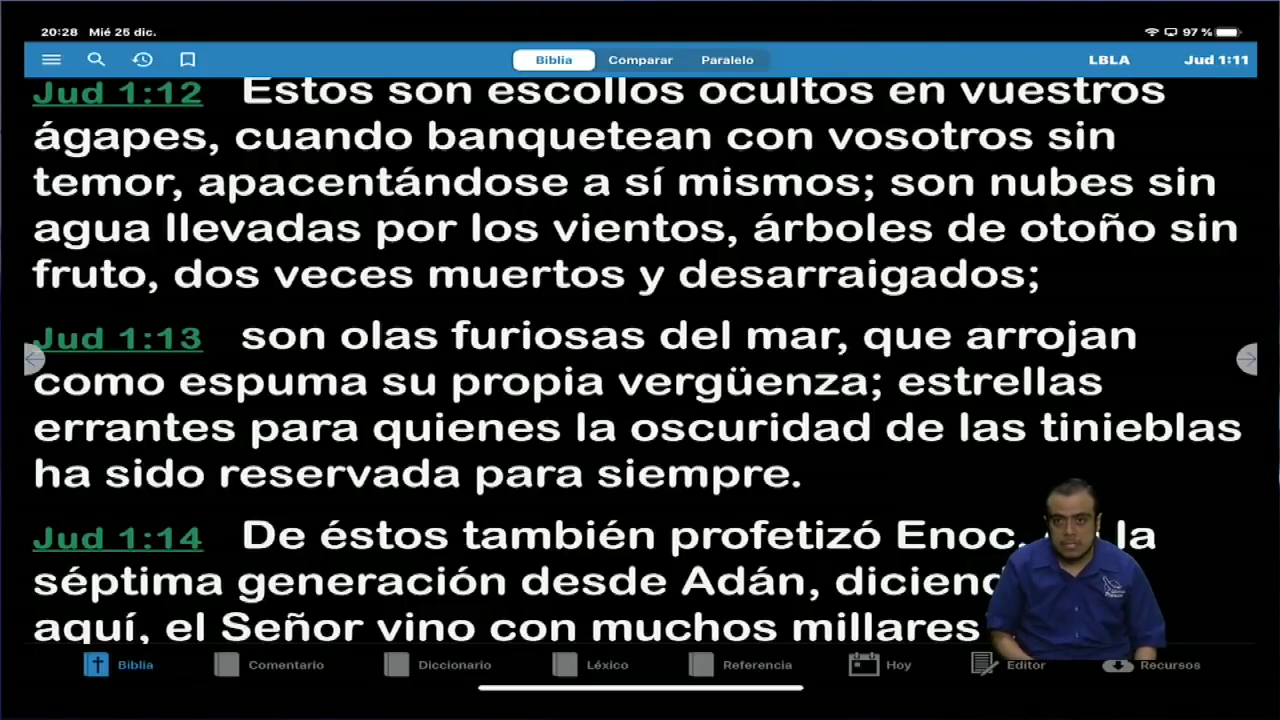 20:28 Mié 25 dic. 97 %
Biblia Comparar Paralelo LBLA Jud 1:11
Jud 1:12 Estos son escollos ocultos en vuestros
ágapes, cuando banquetean con vosotros sin
temor, apacentándose a sí mismos; son nubes sin
agua llevadas por los vientos, árboles de otoño sin
fruto, dos veces muertos y desarraigados;
Jud 1:13 son olas furiosas del mar, que arrojan
como espuma su propia vergüenza; estrellas
errantes para quienes la oscuridad de las tinieblas
ha sido reservada para siempre.
Jud 1:14 De éstos también profetizó Enoc, la
séptima generación desde Adán, diciend
aquí, el Señor vino con muchos millares
Biblia Comentario Diccionario Léxico Referencia Hoy Editor Recursos